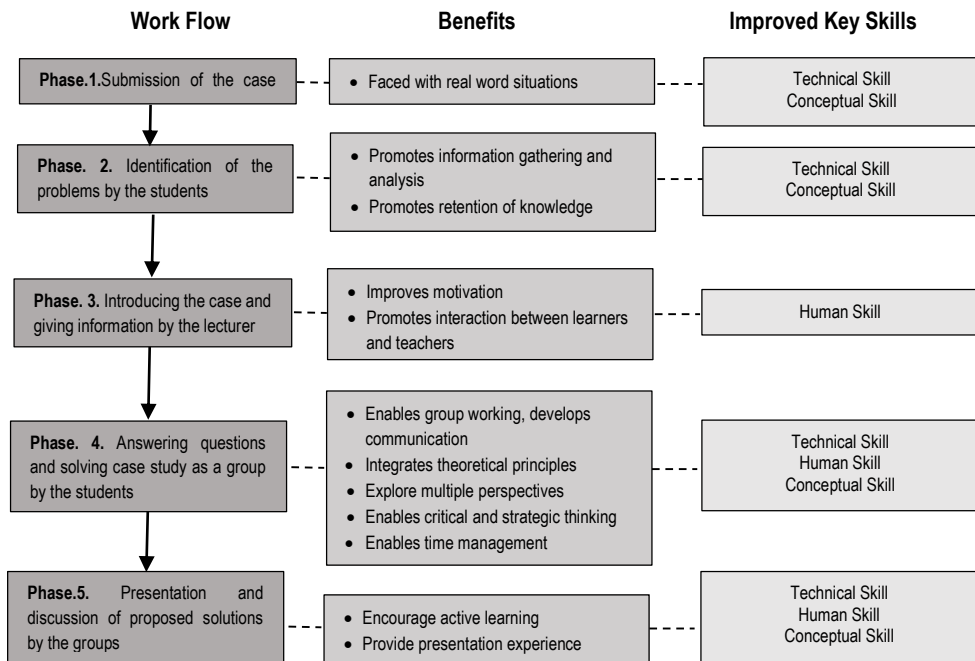 Work Flow
Benefits
Improved Key Skills
Phase.1.Submission of the case
• Faced with real word situations
Technical Skill
Conceptual Skill
Phase. 2. Identification of the
problems by the students
• Promotes information gathering and
analysis
• Promotes retention of knowledge
Technical Skill
Conceptual Skill
Phase. 3. Introducing the case and
giving information by the lecturer
• Improves motivation
• Promotes interaction between learners
and teachers
Human Skill
Phase. 4. Answering questions
and solving case study as a group
by the students
• Enables group working, develops
communication
• Integrates theoretical principles
• Explore multiple perspectives
• Enables critical and strategic thinking
• Enables time management
Technical Skill
Human Skill
Conceptual Skill
Phase.5. Presentation and
discussion of proposed solutions
by the groups
• Encourage active learning
• Provide presentation experience
Technical Skill
Human Skill
Conceptual Skill